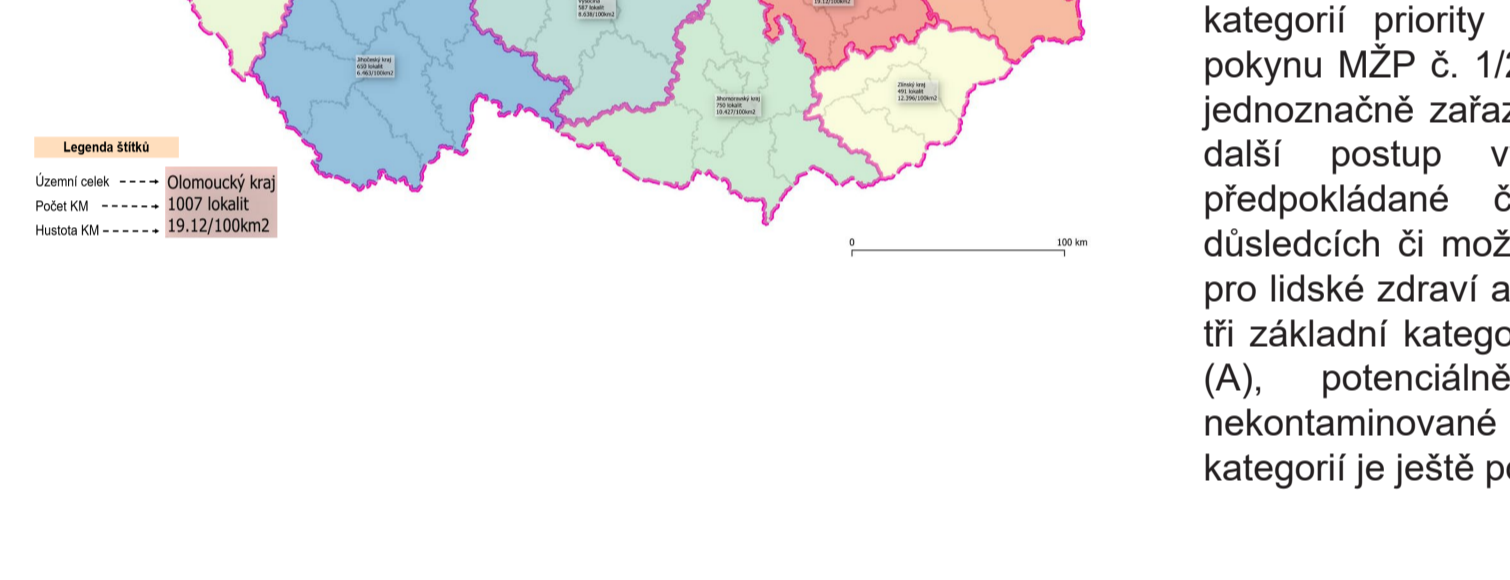 587 lokalit
8.638/100km2
19.12/100km2
Jihočeský kraj
650 lokalit
6.463/100km2
Zlínský kraj
491 lokalit
12.396/100km2
Jihomoravský kraj
750 lokalit
10.427/100km2
Legenda štítků
Územní celek Olomoucký kraj
Počet KM 1007 lokalit
Hustota KM 19.12/100km2
0 100 km
kategorií priority
pokynu MŽP č. 1/2
jednoznačně zařaz
další postup v
předpokládané č
důsledcích či mož
pro lidské zdraví a
tři základní katego
(A), potenciálně
nekontaminované
kategorií je ještě po